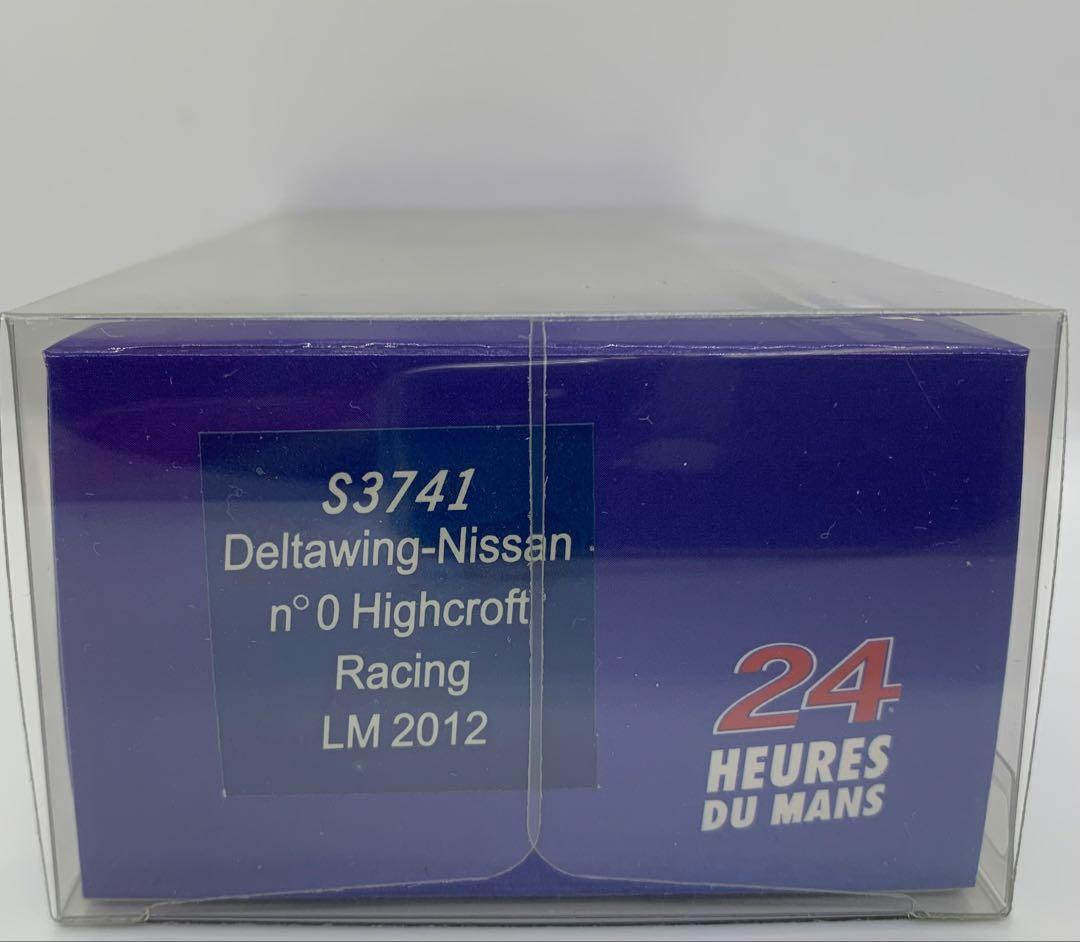 S3741
Deltawing-Nissan
n° 0 Highcroft
Racing
LM 2012
24
HEURES
DU MANS